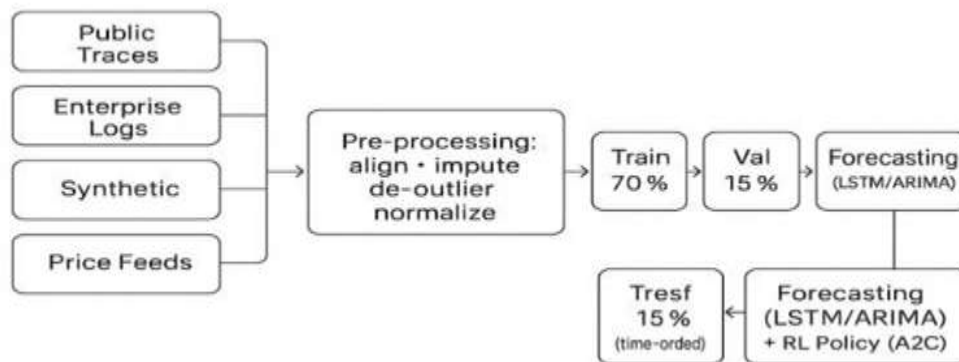 Public
Traces
Enterprise
Logs
Synthetic
Price Feeds
Pre-processing:
align • impute
de-outlier
normalize
Train
70 %
Val
15 %
Forecasting
(LSTM/ARIMA)
Forecasting
(LSTM/ARIMA)
+ RL Policy (A2C)
Tresf
15 %
(time-orded)